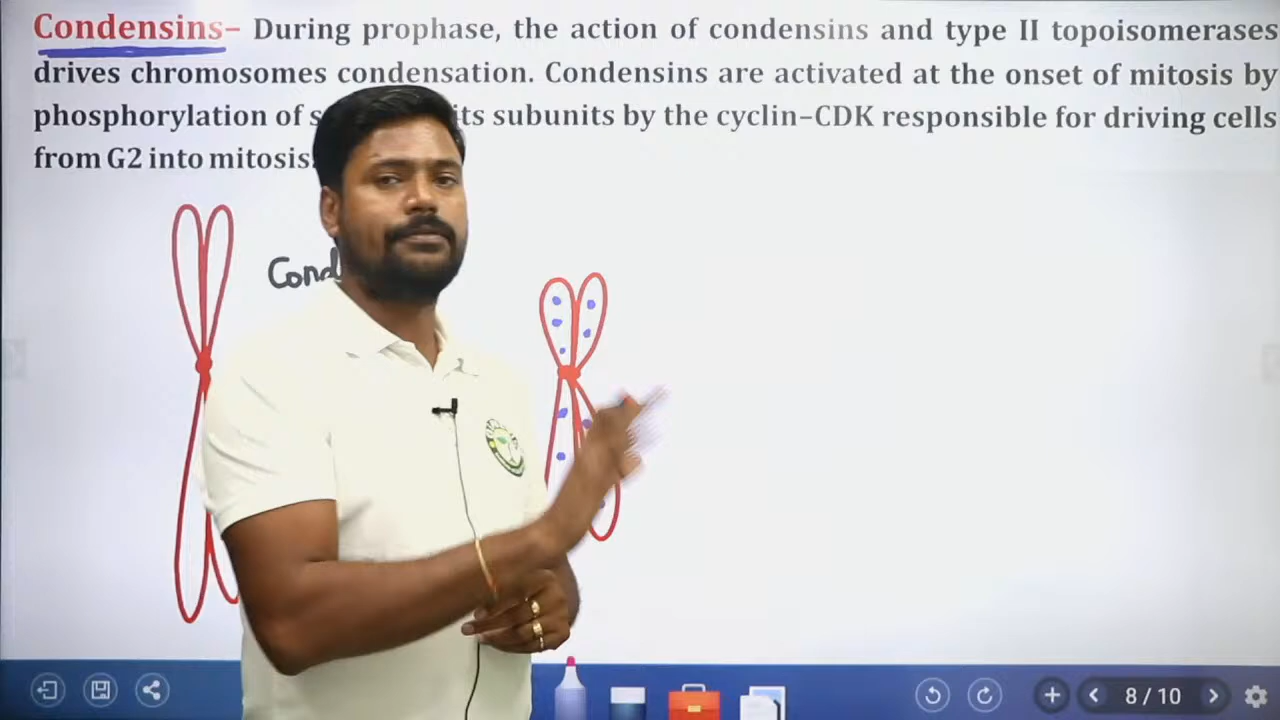 Condensins– During prophase, the action of condensins and type II topoisomerases
drives chromosomes condensation. Condensins are activated at the onset of mitosis by
phosphorylation of its subunits by the cyclin–CDK responsible for driving cells
from G2 into mitosis.
Cond
8 / 10